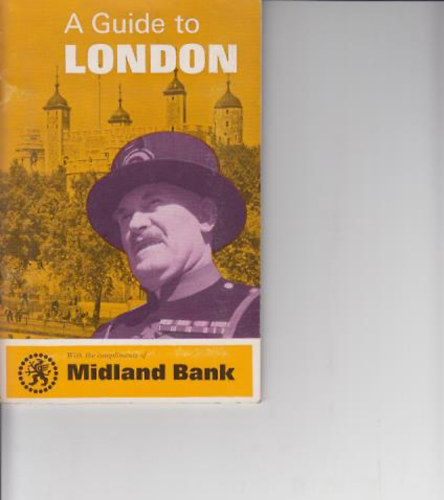 A Guide to
LONDON
With the compliments of
Midland Bank